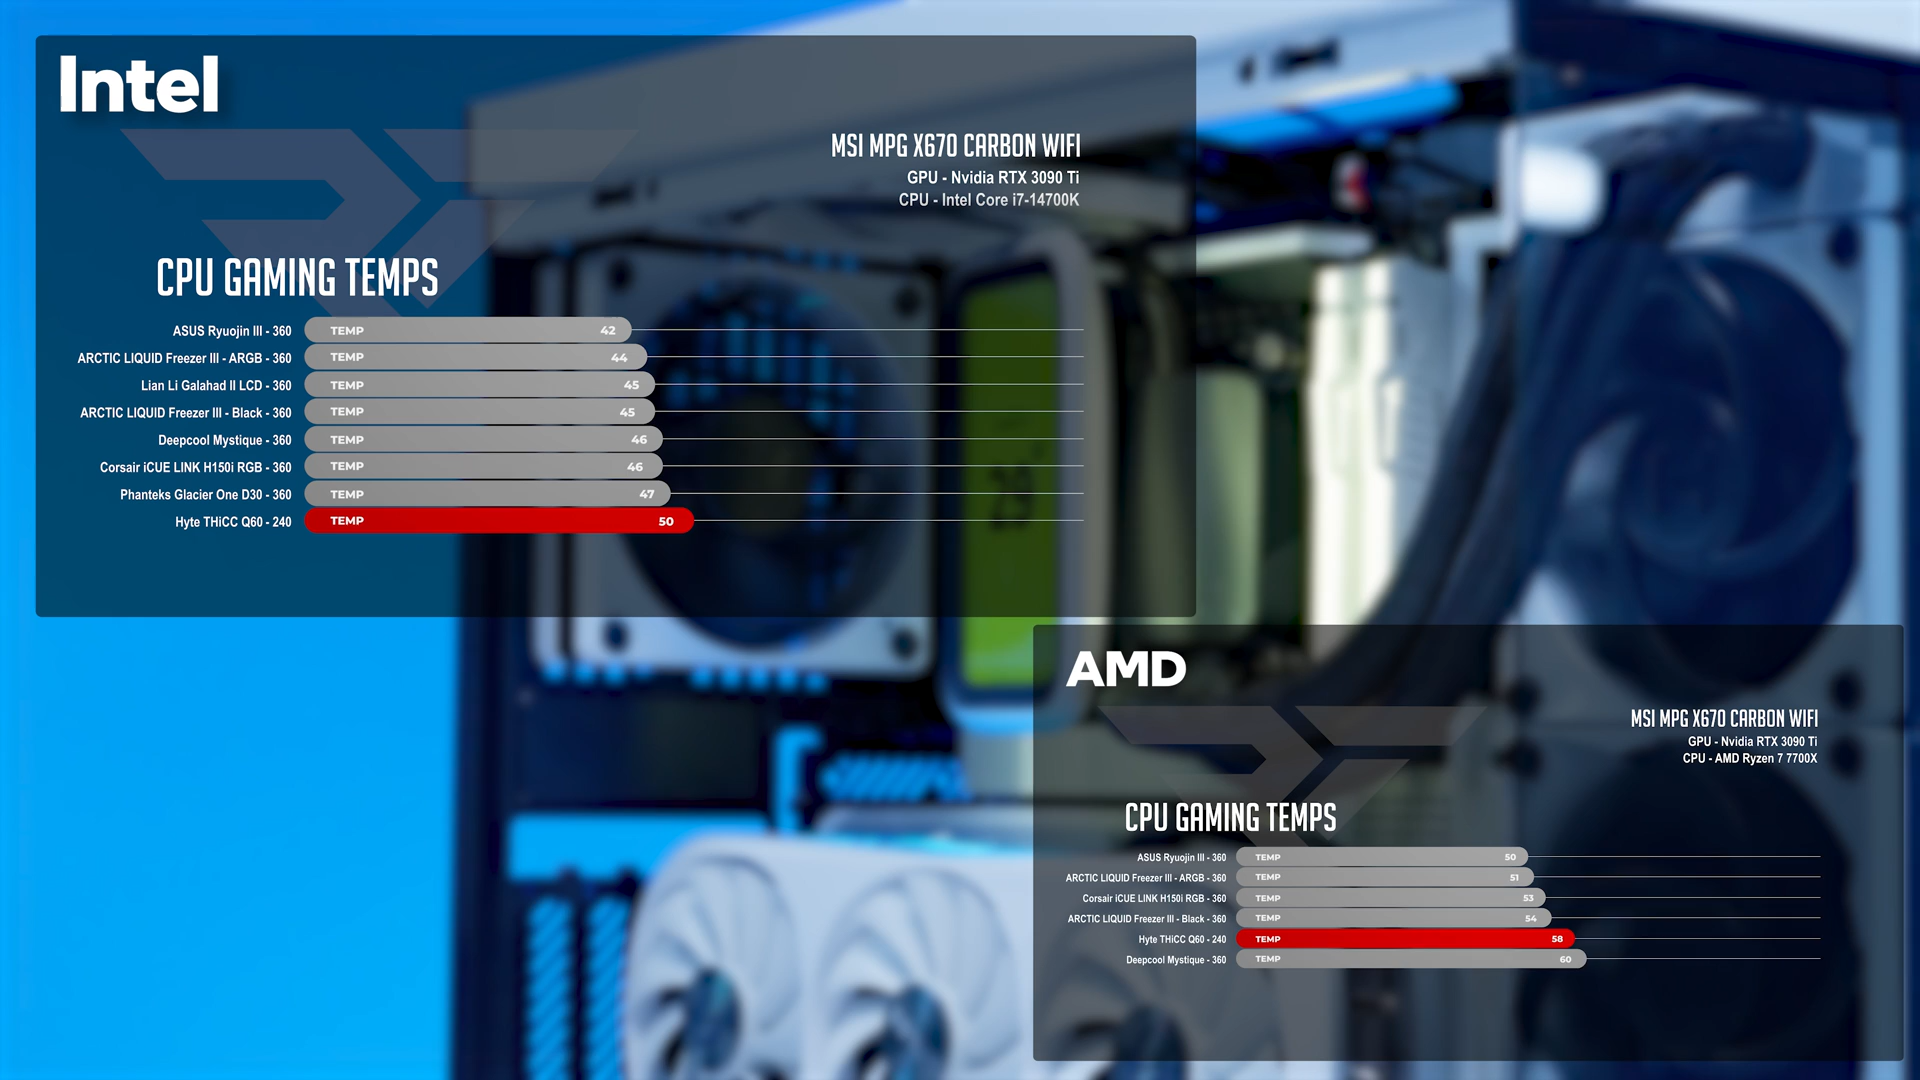 Intel
MSI MPG X670 CARBON WIFI
GPU - Nvidia RTX 3090 Ti
CPU - Intel Core i7-14700K
CPU GAMING TEMPS
ASUS Ryuojin III - 360 TEMP 42
ARCTIC LIQUID Freezer III - ARGB - 360 TEMP 44
Lian Li Galahad II LCD - 360 TEMP 45
ARCTIC LIQUID Freezer III - Black - 360 TEMP 45
Deepcool Mystique - 360 TEMP 46
Corsair iCUE LINK H150i RGB - 360 TEMP 46
Phanteks Glacier One D30 - 360 TEMP 47
Hyte THiCC Q60 - 240 TEMP 50
29
AMD
MSI MPG X670 CARBON WIFI
GPU - Nvidia RTX 3090 Ti
CPU - AMD Ryzen 7 7700X
CPU GAMING TEMPS
ASUS Ryuojin III - 360 TEMP 50
ARCTIC LIQUID Freezer III - ARGB - 360 TEMP 51
Corsair iCUE LINK H150i RGB - 360 TEMP 53
ARCTIC LIQUID Freezer III - Black - 360 TEMP 54
Hyte THiCC Q60 - 240 TEMP 58
Deepcool Mystique - 360 TEMP 60